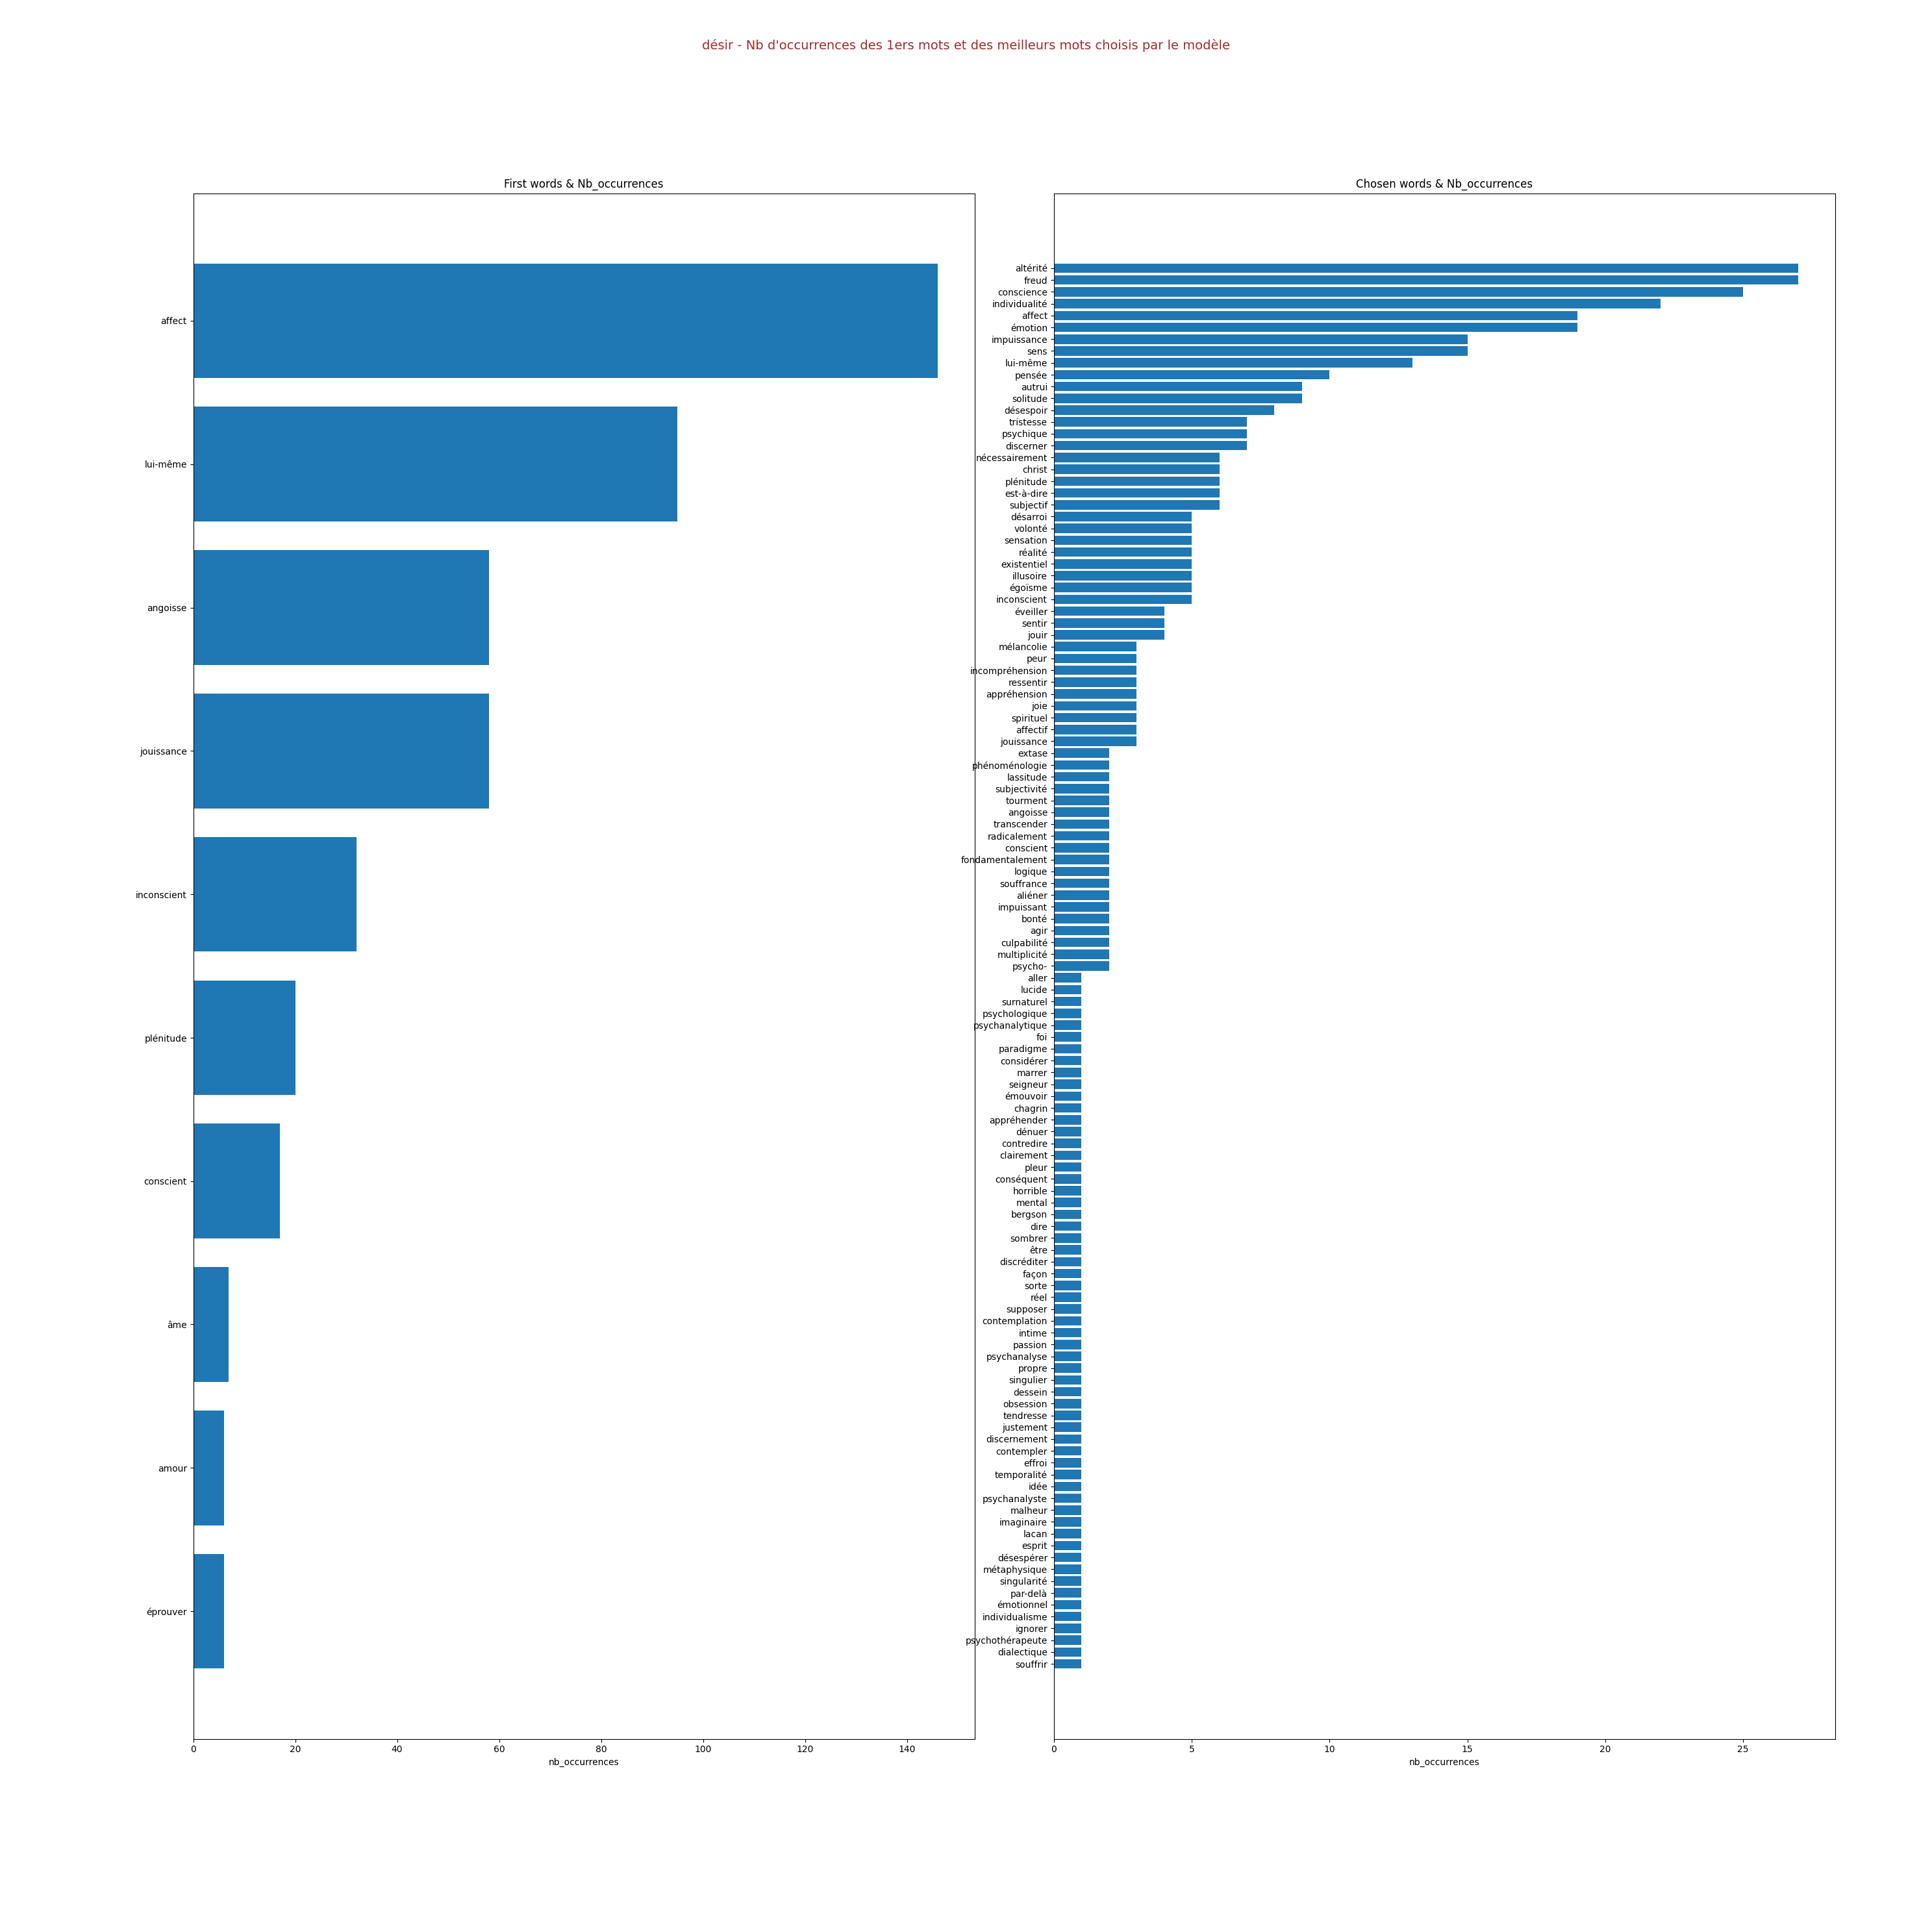 désir - Nb d'occurrences des 1ers mots et des meilleurs mots choisis par le modèle
First words & Nb_occurrences
affect
lui-même
angoisse
jouissance
inconscient
plénitude
conscient
âme
amour
éprouver
0 20 40 60 80 100 120 140
nb_occurrences
Chosen words & Nb_occurrences
altérité
freud
conscience
individualité
affect
émotion
impuissance
sens
lui-même
pensée
autrui
solitude
désespoir
tristesse
psychique
discerner
nécessairement
christ
plénitude
est-à-dire
subjectif
désarroi
volonté
sensation
réalité
existentiel
illusoire
égoïsme
inconscient
éveiller
sentir
jouir
mélancolie
peur
incompréhension
ressentir
appréhension
joie
spirituel
affectif
jouissance
extase
phénoménologie
lassitude
subjectivité
tourment
angoisse
transcender
radicalement
conscient
fondamentalement
logique
souffrance
aliéner
impuissant
bonté
agir
culpabilité
multiplicité
psycho-
aller
lucide
surnaturel
psychologique
psychanalytique
foi
paradigme
considérer
marrer
seigneur
émouvoir
chagrin
appréhender
dénuer
contredire
clairement
pleur
conséquent
horrible
mental
bergson
dire
sombrer
être
discréditer
façon
sorte
réel
supposer
contemplation
intime
passion
psychanalyse
propre
singulier
dessein
obsession
tendresse
justement
discernement
contempler
effroi
temporalité
idée
psychanalyste
malheur
imaginaire
lacan
esprit
désespérer
métaphysique
singularité
par-delà
émotionnel
individualisme
ignorer
psychothérapeute
dialectique
souffrir
0 5 10 15 20 25
nb_occurrences